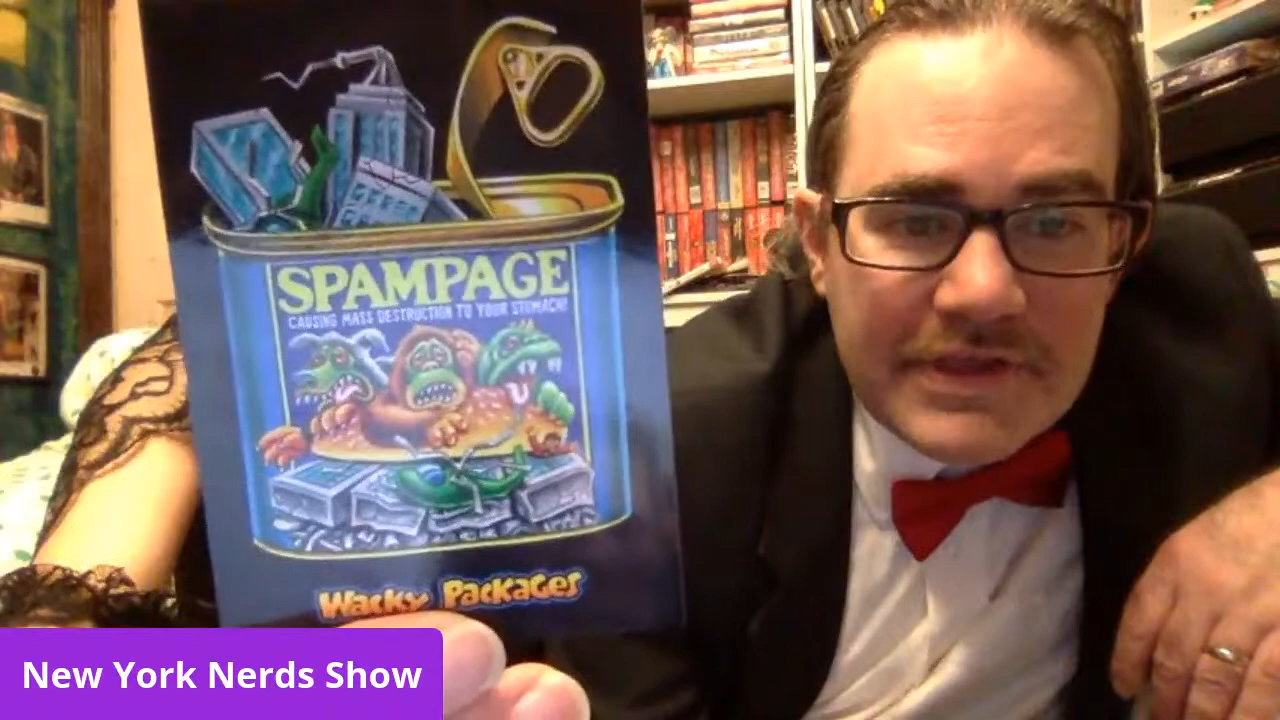 SPAMPAGE
CAUSING MASS DESTRUCTION TO YOUR STOMACH!
Wacky Packages
New York Nerds Show